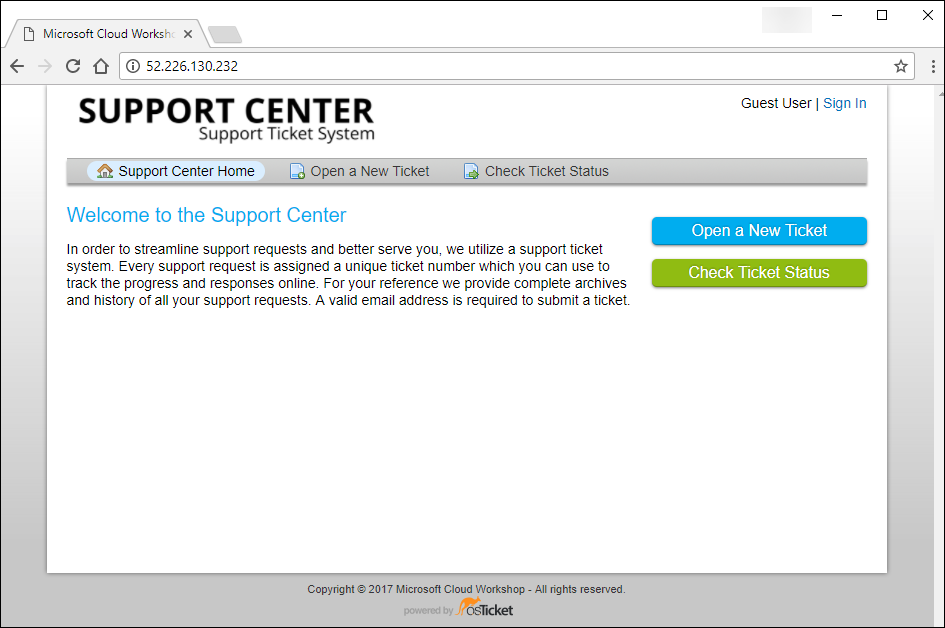 Microsoft Cloud Worksh
52.226.130.232
SUPPORT CENTER
Support Ticket System
Guest User | Sign In
Support Center Home Open a New Ticket Check Ticket Status
Welcome to the Support Center
In order to streamline support requests and better serve you, we utilize a support ticket
system. Every support request is assigned a unique ticket number which you can use to
track the progress and responses online. For your reference we provide complete archives
and history of all your support requests. A valid email address is required to submit a ticket.
Open a New Ticket
Check Ticket Status
Copyright © 2017 Microsoft Cloud Workshop - All rights reserved.
powered by osTicket